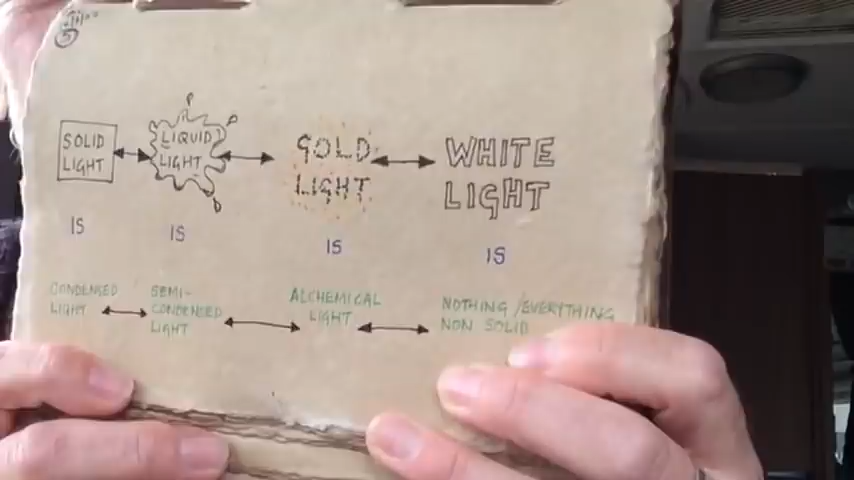 SOLID LIQUID GOLD WHITE
LIGHT LIGHT LIGHT LIGHT
IS IS IS IS
CONDENSED SEMI- ALCHEMICAL NOTHING/EVERYTHING
LIGHT CONDENSED LIGHT NON SOLID
LIGHT